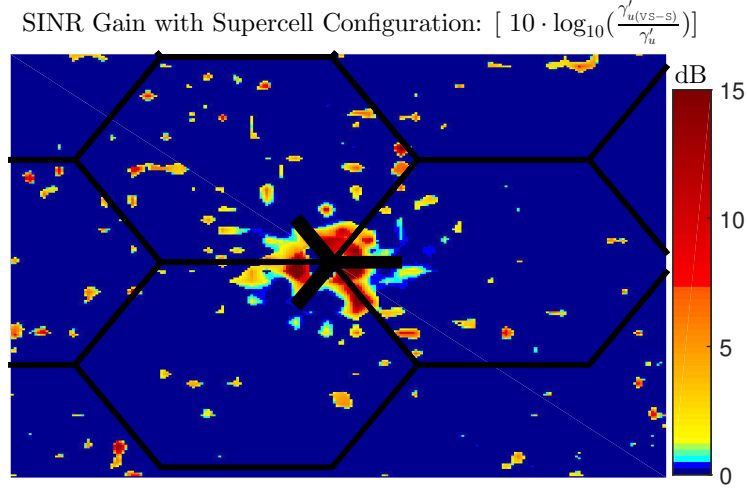 SINR Gain with Supercell Configuration: [ 10 · log₁₀(γ′ᵤ₍VS−S₎/γ′ᵤ)]
dB
15
10
5
0